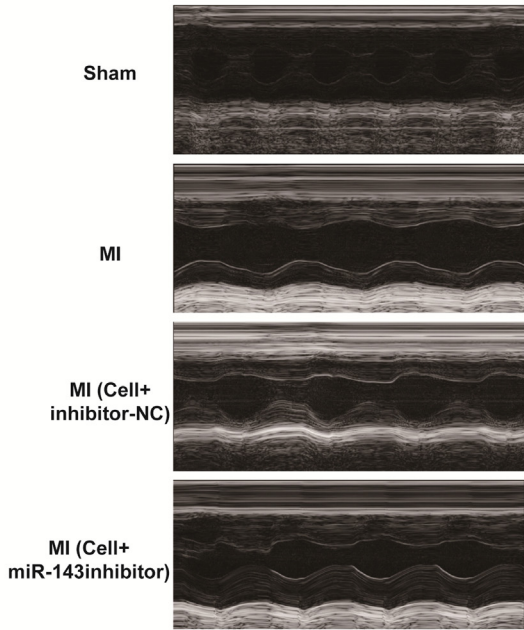 Sham
MI
MI (Cell+
inhibitor-NC)
MI (Cell+
miR-143inhibitor)